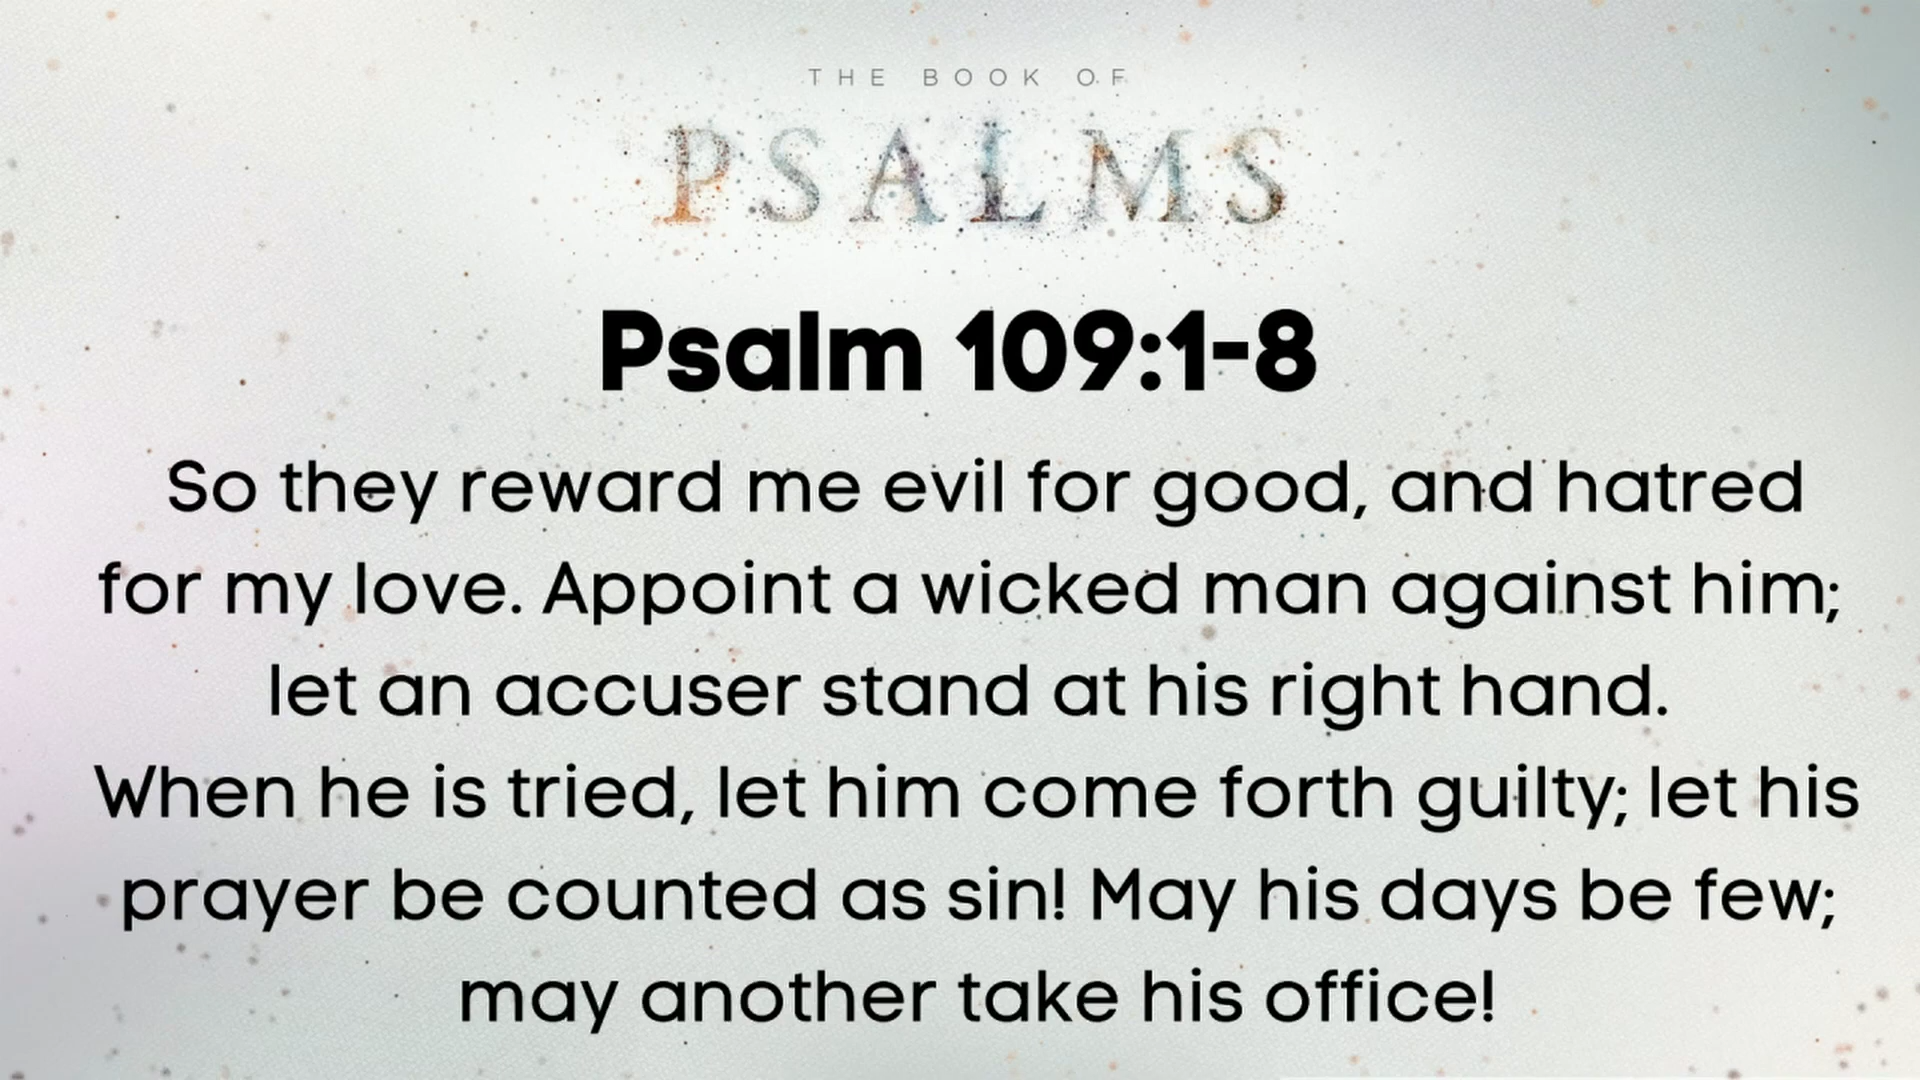 THE BOOK OF
PSALMS
Psalm 109:1-8
So they reward me evil for good, and hatred
for my love. Appoint a wicked man against him;
let an accuser stand at his right hand.
When he is tried, let him come forth guilty; let his
prayer be counted as sin! May his days be few;
may another take his office!